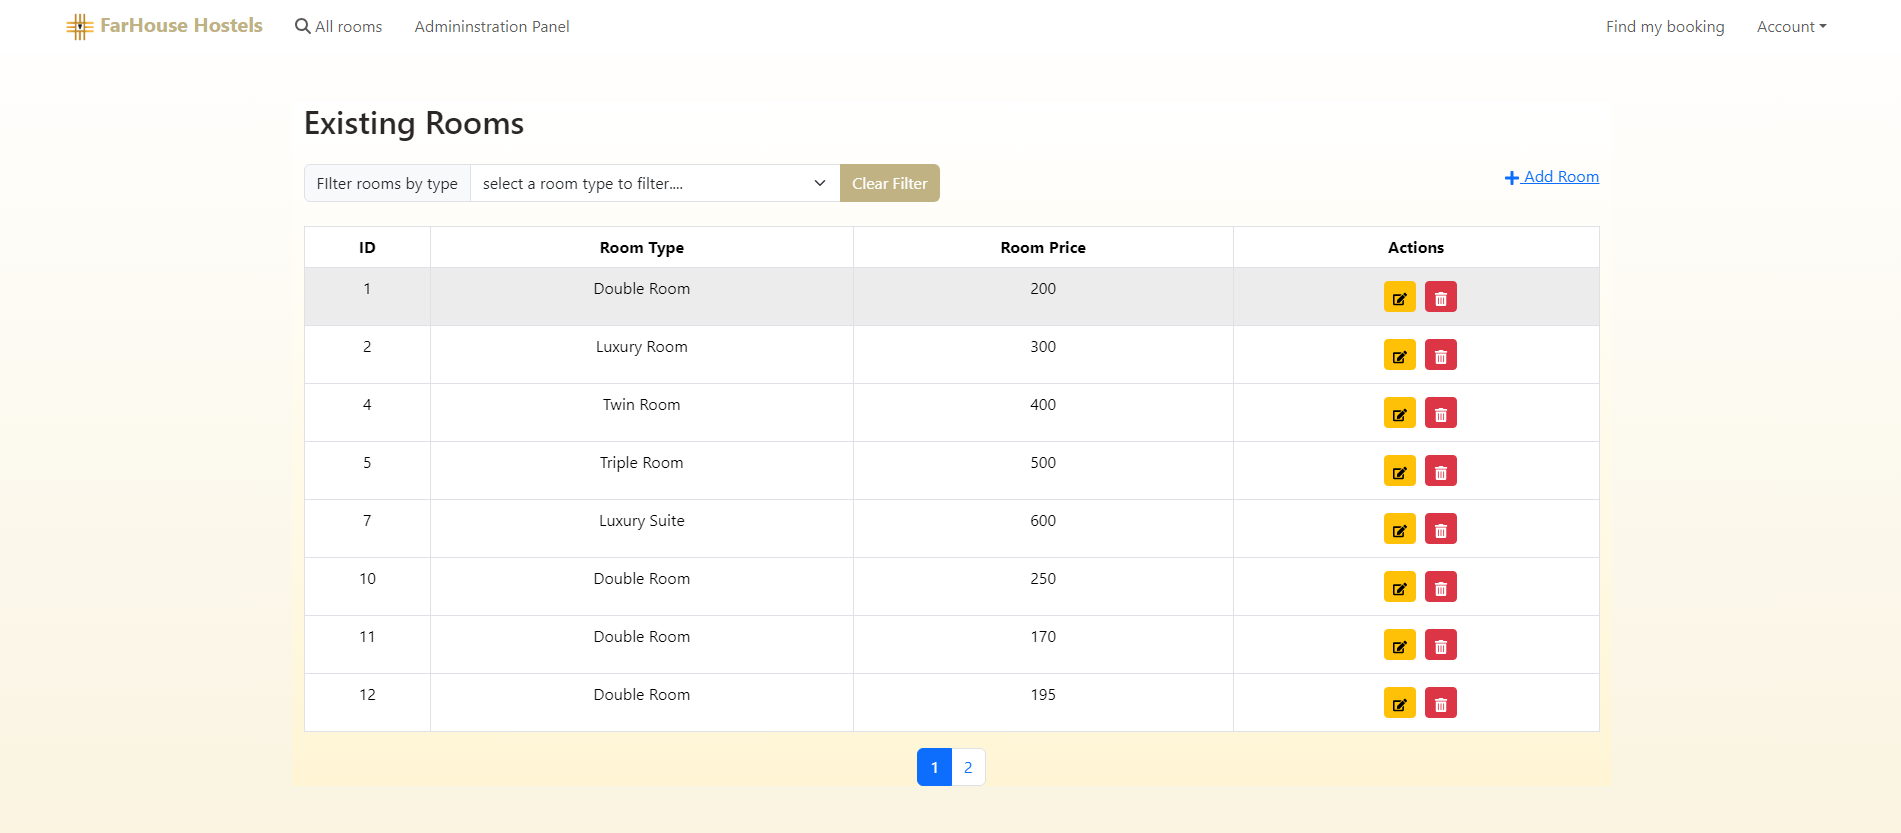 FarHouse Hostels All rooms Admininstration Panel Find my booking Account
Existing Rooms
FIlter rooms by type select a room type to filter.... Clear Filter Add Room
ID Room Type Room Price Actions
1 Double Room 200
2 Luxury Room 300
4 Twin Room 400
5 Triple Room 500
7 Luxury Suite 600
10 Double Room 250
11 Double Room 170
12 Double Room 195
1 2